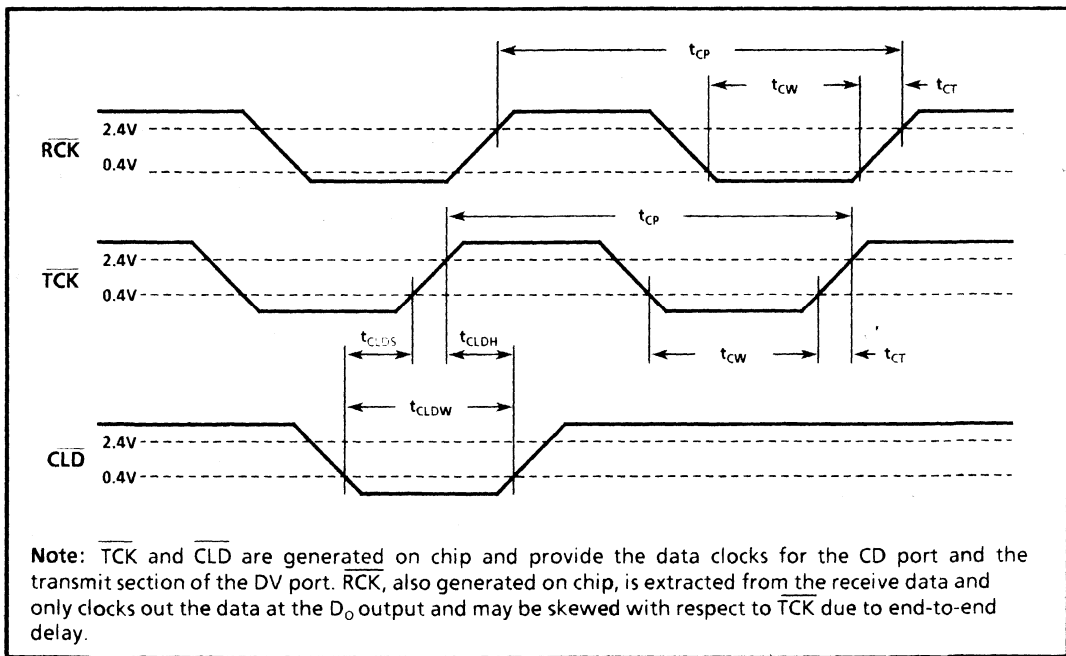 tCP
tCW
tCT
RCK
2.4V
0.4V
tCP
TCK
2.4V
0.4V
tCLDS
tCLDH
tCW
tCT
tCLDW
CLD
2.4V
0.4V
Note: TCK and CLD are generated on chip and provide the data clocks for the CD port and the
transmit section of the DV port. RCK, also generated on chip, is extracted from the receive data and
only clocks out the data at the DO output and may be skewed with respect to TCK due to end-to-end
delay.